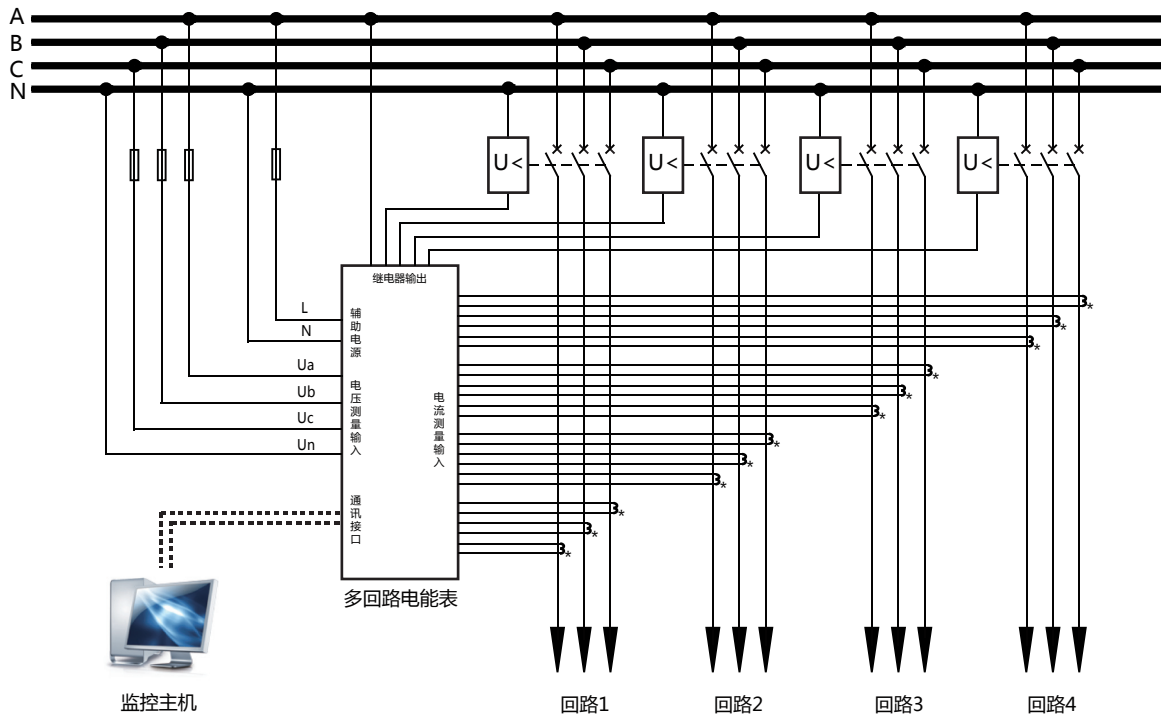 A
B
C
N
U<
U<
U<
U<
继电器输出
L
N
Ua
Ub
Uc
Un
辅助电源
电压测量输入
电流测量输入
通讯接口
*
*
*
*
*
*
*
*
*
*
*
*
多回路电能表
监控主机
回路1
回路2
回路3
回路4